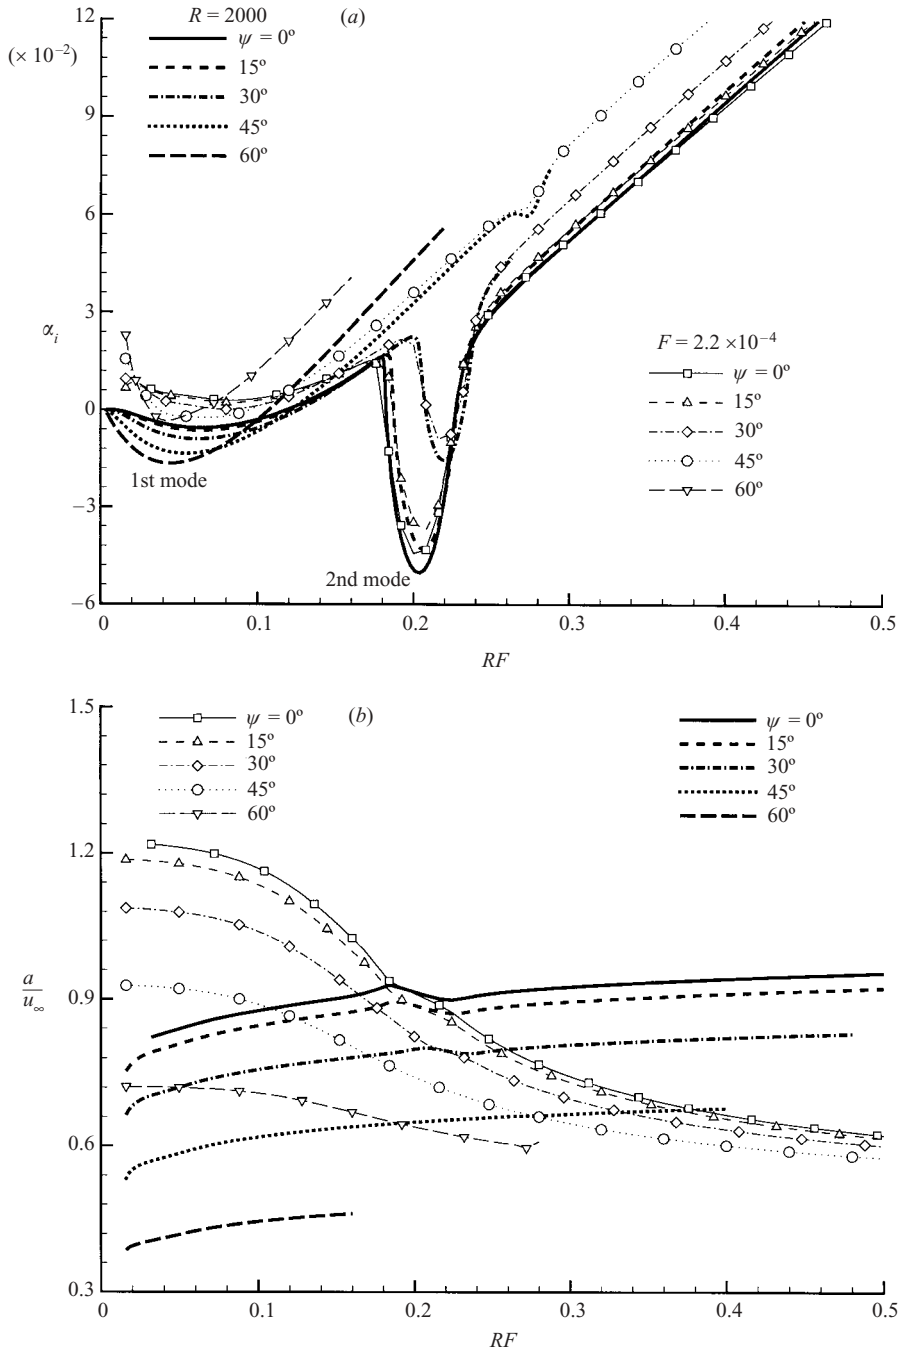 12
(× 10⁻²)
9
6
3
0
−3
−6
αᵢ
R = 2000
ψ = 0º
15º
30º
45º
60º
(a)
1st mode
2nd mode
F = 2.2 ×10⁻⁴
ψ = 0º
15º
30º
45º
60º
0
0.1
0.2
0.3
0.4
0.5
RF
1.5
1.2
0.9
0.6
0.3
a
u∞
ψ = 0º
15º
30º
45º
60º
(b)
ψ = 0º
15º
30º
45º
60º
0
0.1
0.2
0.3
0.4
0.5
RF